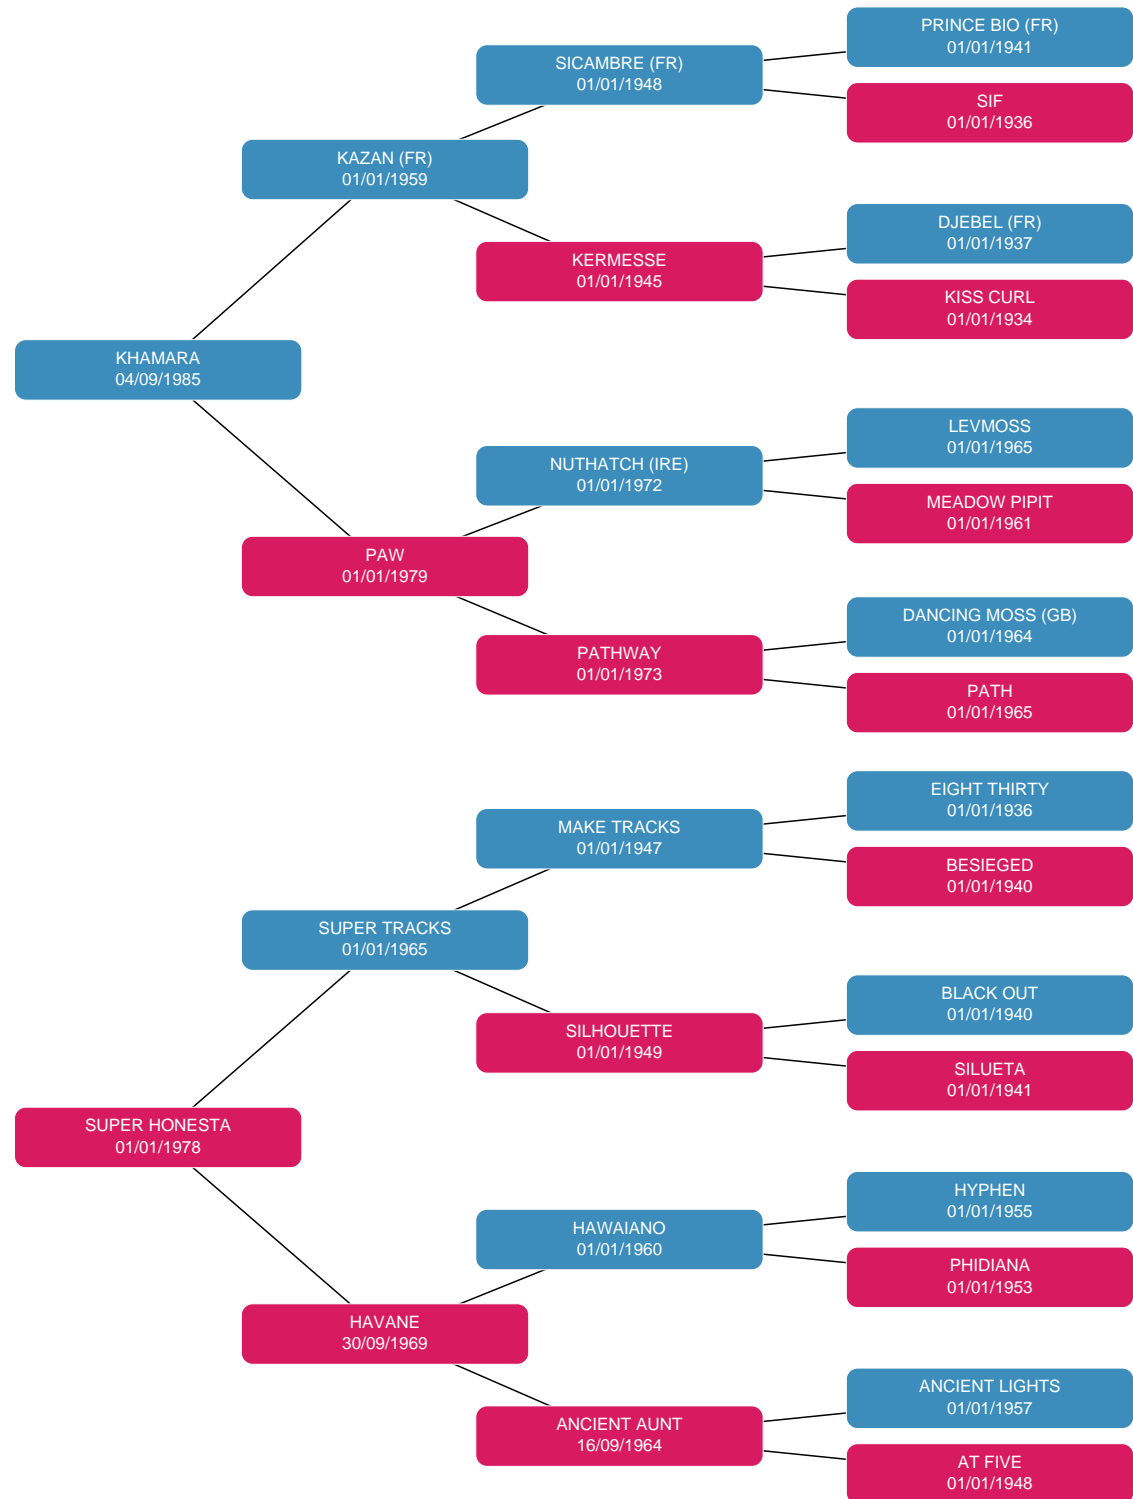 PRINCE BIO (FR)
01/01/1941
SICAMBRE (FR)
01/01/1948
SIF
01/01/1936
KAZAN (FR)
01/01/1959
DJEBEL (FR)
01/01/1937
KERMESSE
01/01/1945
KISS CURL
01/01/1934
KHAMARA
04/09/1985
LEVMOSS
01/01/1965
NUTHATCH (IRE)
01/01/1972
MEADOW PIPIT
01/01/1961
PAW
01/01/1979
DANCING MOSS (GB)
01/01/1964
PATHWAY
01/01/1973
PATH
01/01/1965
EIGHT THIRTY
01/01/1936
MAKE TRACKS
01/01/1947
BESIEGED
01/01/1940
SUPER TRACKS
01/01/1965
BLACK OUT
01/01/1940
SILHOUETTE
01/01/1949
SILUETA
01/01/1941
SUPER HONESTA
01/01/1978
HYPHEN
01/01/1955
HAWAIANO
01/01/1960
PHIDIANA
01/01/1953
HAVANE
30/09/1969
ANCIENT LIGHTS
01/01/1957
ANCIENT AUNT
16/09/1964
AT FIVE
01/01/1948